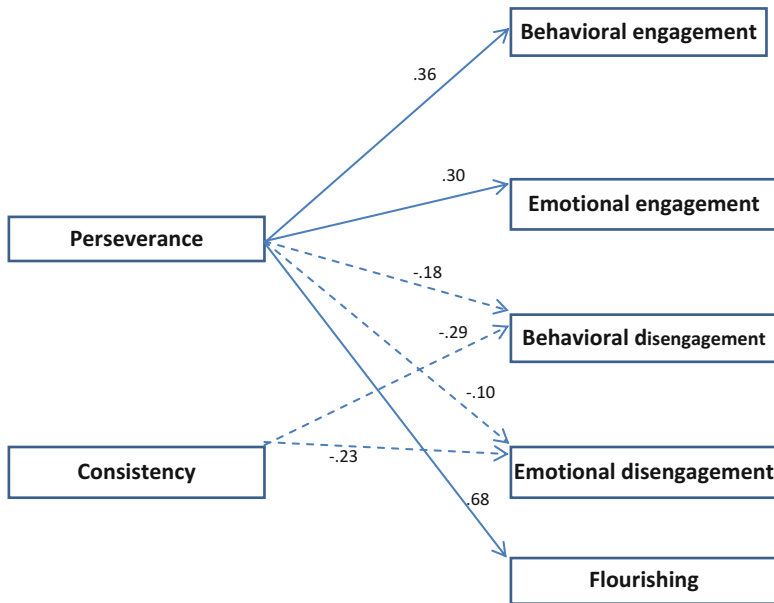 Behavioral engagement
.36
.30
Emotional engagement
Perseverance
-.18
-.29
Behavioral disengagement
-.10
Consistency
-.23
Emotional disengagement
.68
Flourishing